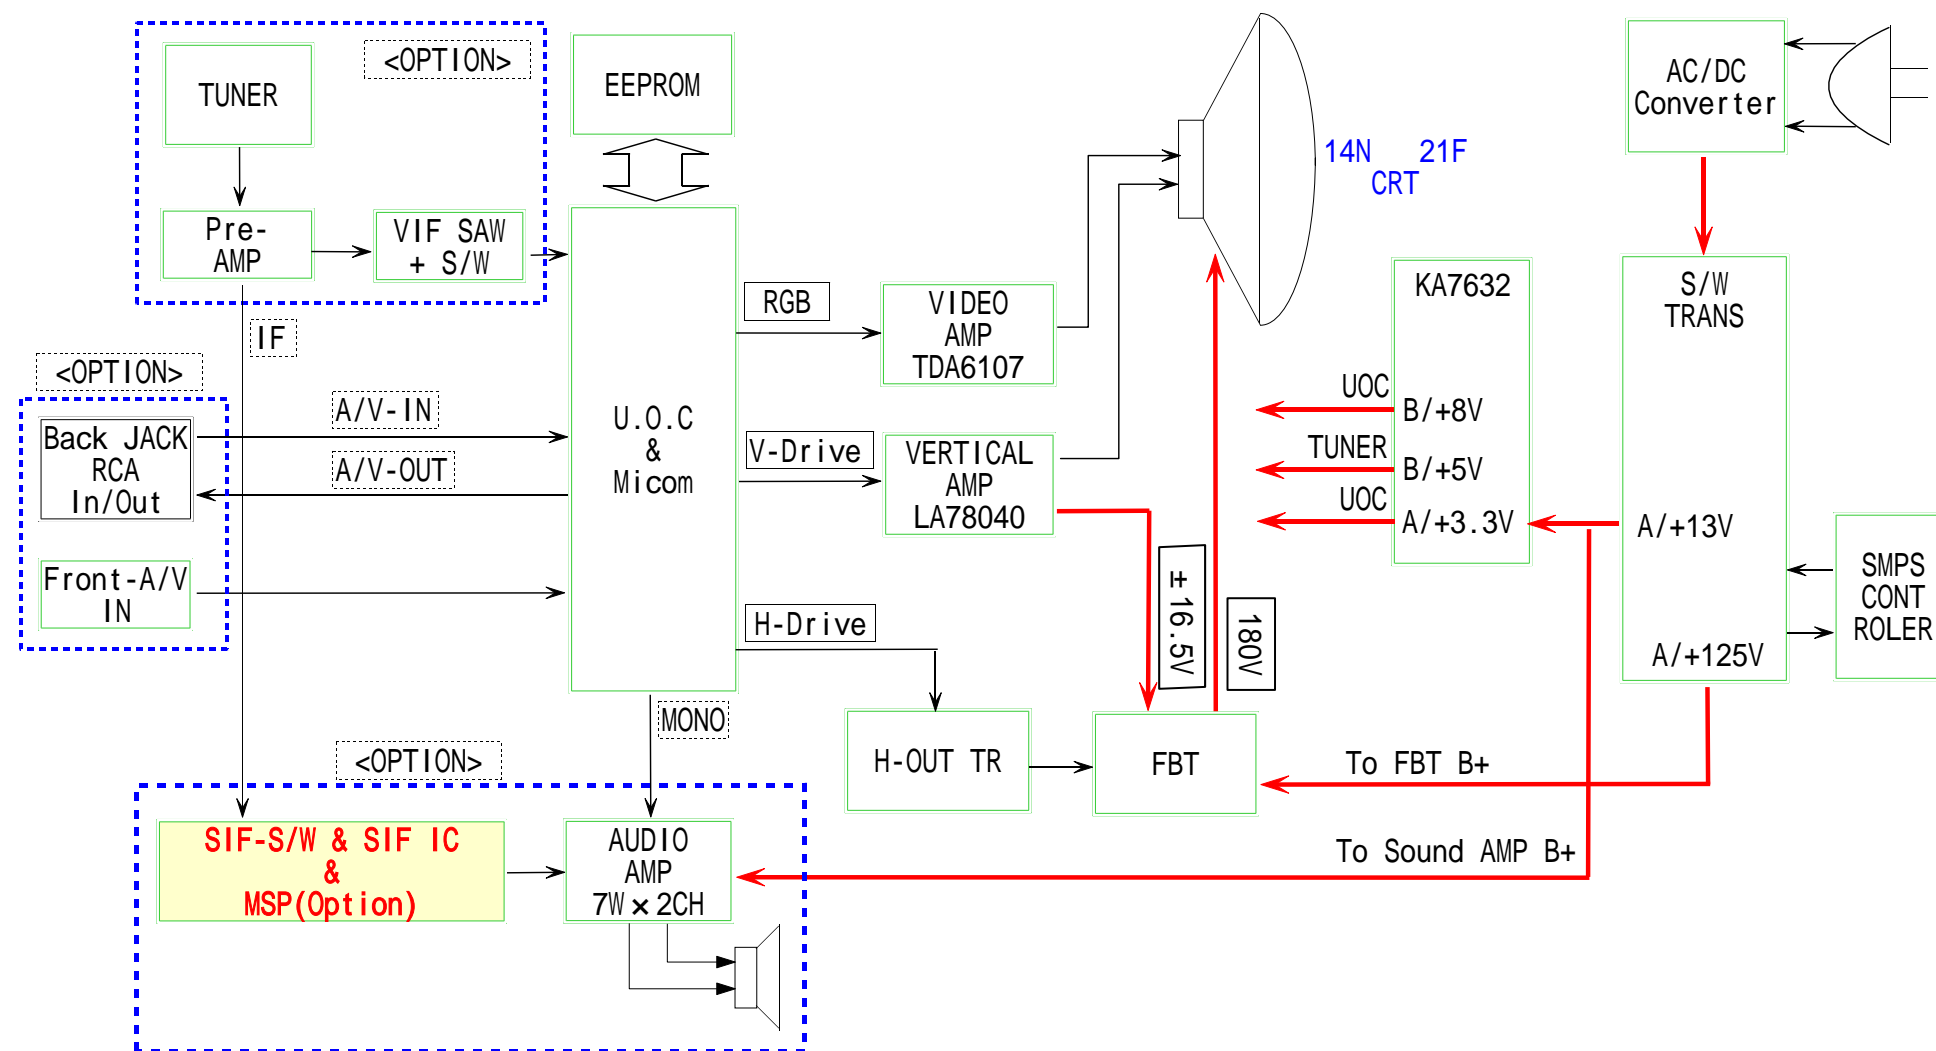 <OPTION>
TUNER
Pre-
AMP
VIF SAW
+ S/W
EEPROM
IF
<OPTION>
Back JACK
RCA
In/Out
Front-A/V
IN
A/V-IN
A/V-OUT
U.O.C
&
Micom
RGB
V-Drive
H-Drive
MONO
VIDEO
AMP
TDA6107
VERTICAL
AMP
LA78040
14N 21F
CRT
AC/DC
Converter
KA7632
UOC
B/+8V
TUNER
B/+5V
UOC
A/+3.3V
S/W
TRANS
A/+13V
A/+125V
SMPS
CONT
ROLER
±16.5V
180V
H-OUT TR
FBT
To FBT B+
To Sound AMP B+
<OPTION>
SIF-S/W & SIF IC
&
MSP(Option)
AUDIO
AMP
7W×2CH